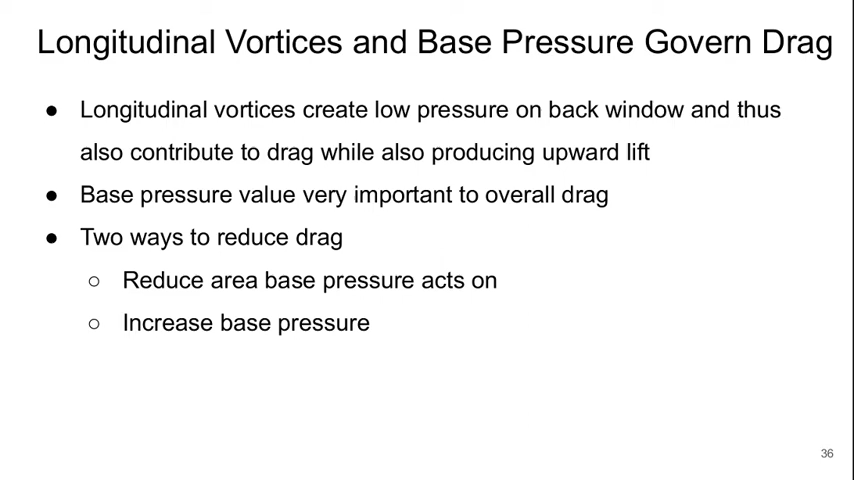 Longitudinal Vortices and Base Pressure Govern Drag
● Longitudinal vortices create low pressure on back window and thus
also contribute to drag while also producing upward lift
● Base pressure value very important to overall drag
● Two ways to reduce drag
○ Reduce area base pressure acts on
○ Increase base pressure
36